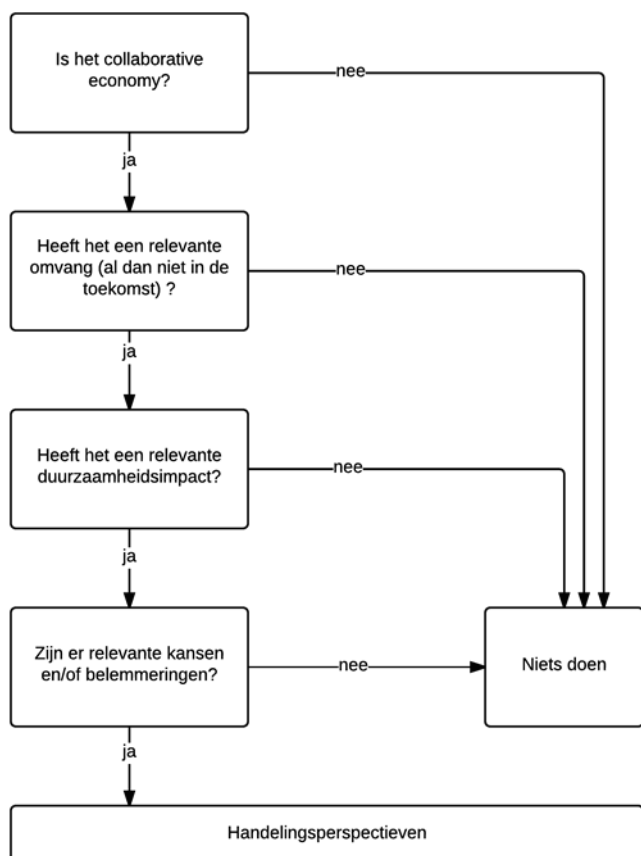 Is het collaborative
economy?
nee
ja
Heeft het een relevante
omvang (al dan niet in de
toekomst) ?
nee
ja
Heeft het een relevante
duurzaamheidsimpact?
nee
ja
Zijn er relevante kansen
en/of belemmeringen?
nee
Niets doen
ja
Handelingsperspectieven